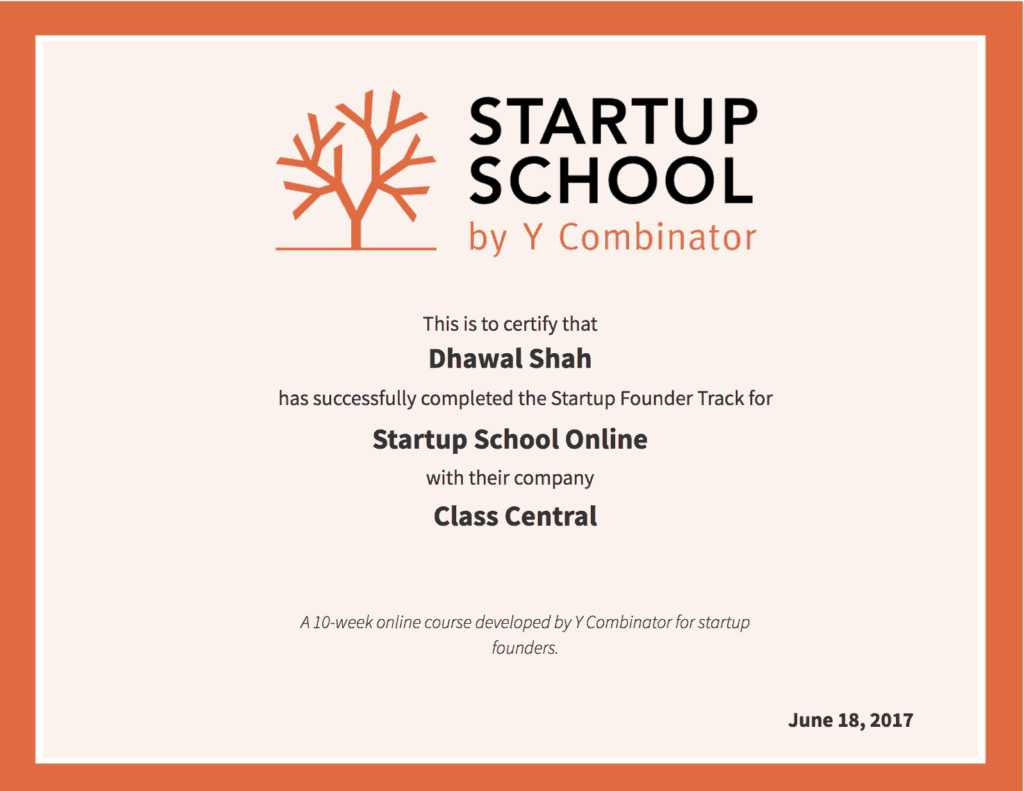 STARTUP
SCHOOL
by Y Combinator
This is to certify that
Dhawal Shah
has successfully completed the Startup Founder Track for
Startup School Online
with their company
Class Central
A 10-week online course developed by Y Combinator for startup
founders.
June 18, 2017